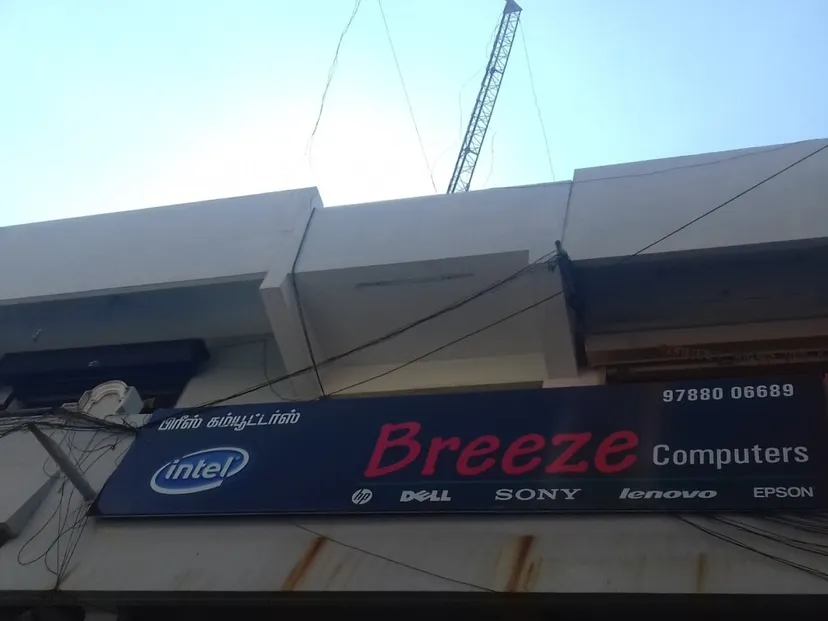 97880 06689
பிரீஸ் கம்யூட்டர்ஸ்
intel
Breeze Computers
hp DELL SONY lenovo EPSON